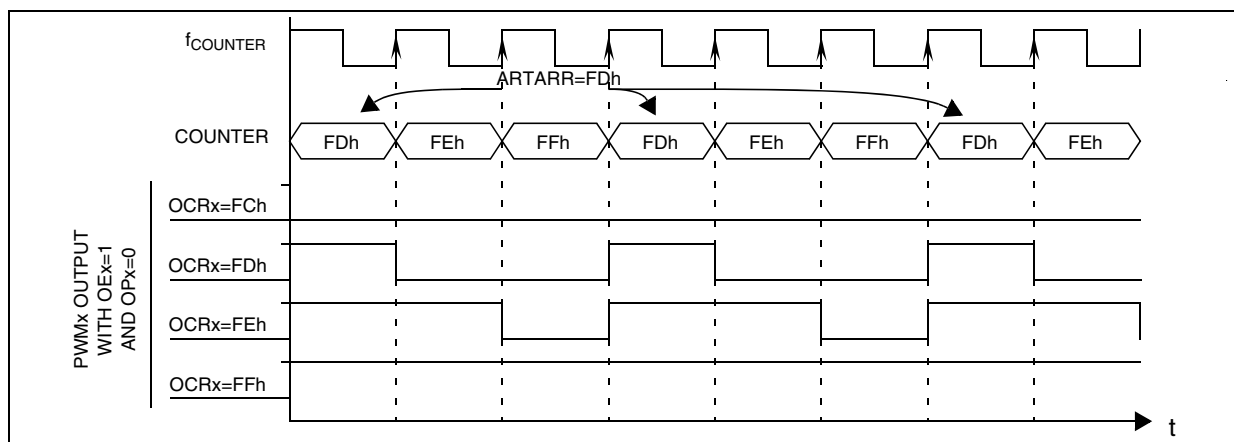 fCOUNTER
ARTARR=FDh
COUNTER
FDh FEh FFh FDh FEh FFh FDh FEh
PWMx OUTPUT
WITH OEx=1
AND OPx=0
OCRx=FCh
OCRx=FDh
OCRx=FEh
OCRx=FFh
t